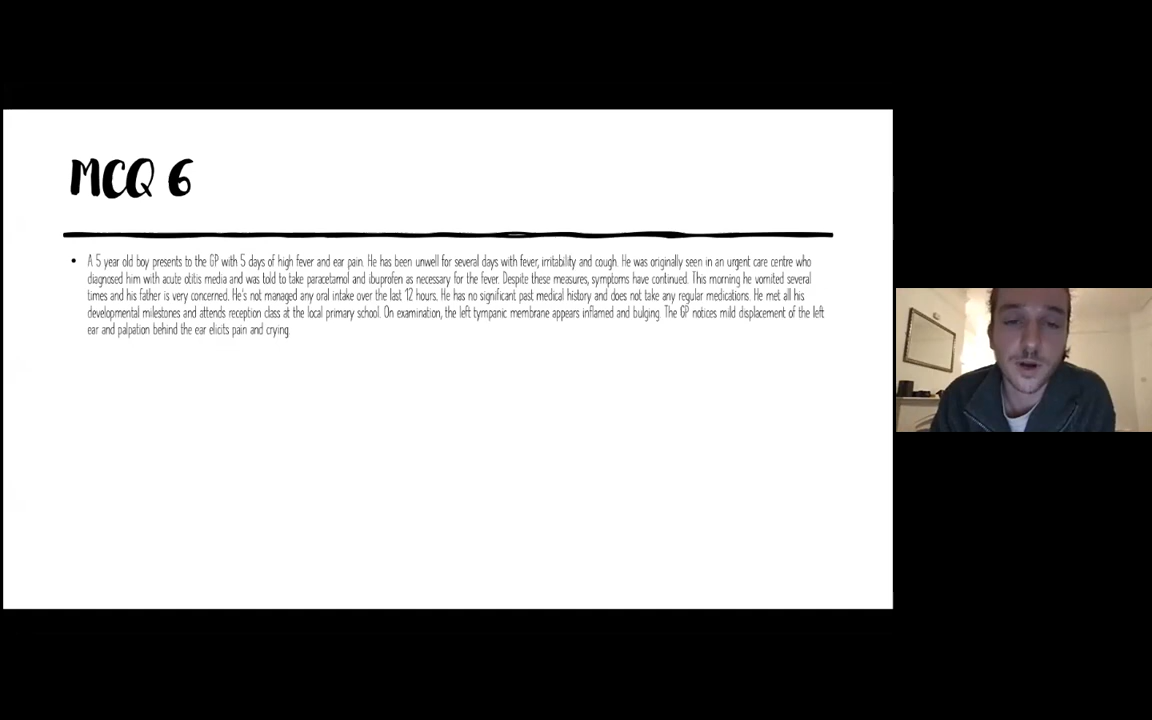 MCQ 6
• A 5 year old boy presents to the GP with 5 days of high fever and ear pain. He has been unwell for several days with fever, irritability and cough. He was originally seen in an urgent care centre who
diagnosed him with acute otitis media and was told to take paracetamol and ibuprofen as necessary for the fever. Despite these measures, symptoms have continued. This morning he vomited several
times and his father is very concerned. He's not managed any oral intake over the last 12 hours. He has no significant past medical history and does not take any regular medications. He met all his
developmental milestones and attends reception class at the local primary school. On examination, the left tympanic membrane appears inflamed and bulging. The GP notices mild displacement of the left
ear and palpation behind the ear elicits pain and crying.